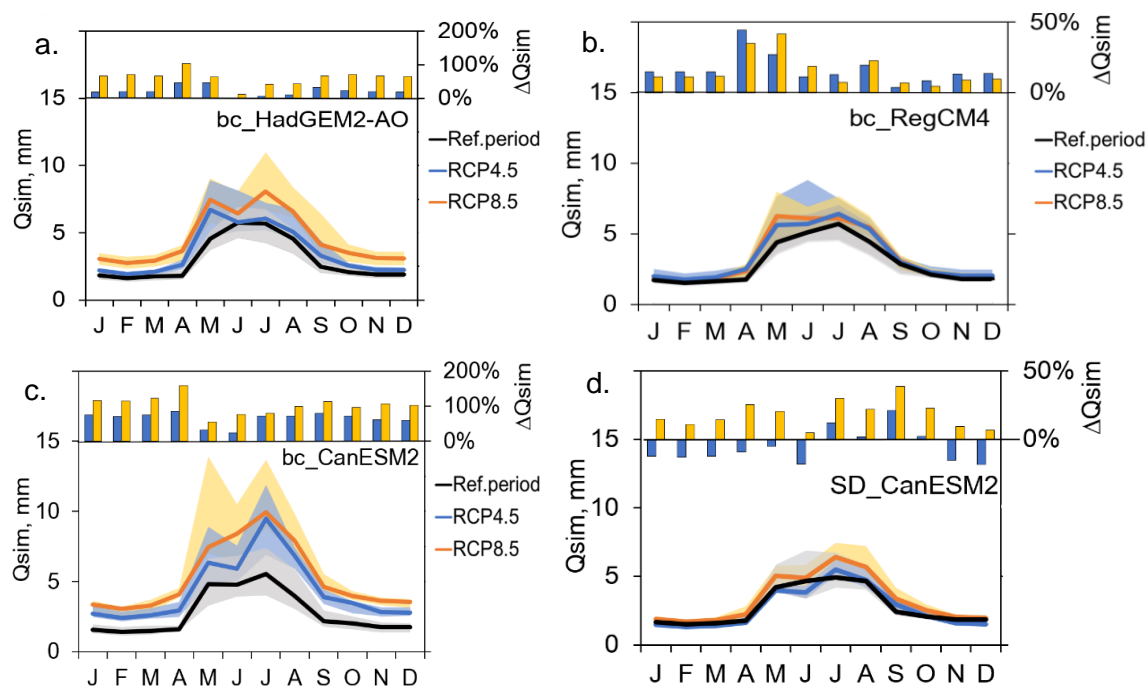 a.
200%
100%
0%
ΔQsim
15
10
5
0
Qsim, mm
bc_HadGEM2-AO
Ref.period
RCP4.5
RCP8.5
J F M A M J J A S O N D
b.
50%
0%
ΔQsim
15
10
5
0
Qsim, mm
bc_RegCM4
Ref.period
RCP4.5
RCP8.5
J F M A M J J A S O N D
c.
200%
100%
0%
ΔQsim
15
10
5
0
Qsim, mm
bc_CanESM2
Ref.period
RCP4.5
RCP8.5
J F M A M J J A S O N D
d.
50%
0%
ΔQsim
15
10
5
0
Qsim, mm
SD_CanESM2
J F M A M J J A S O N D